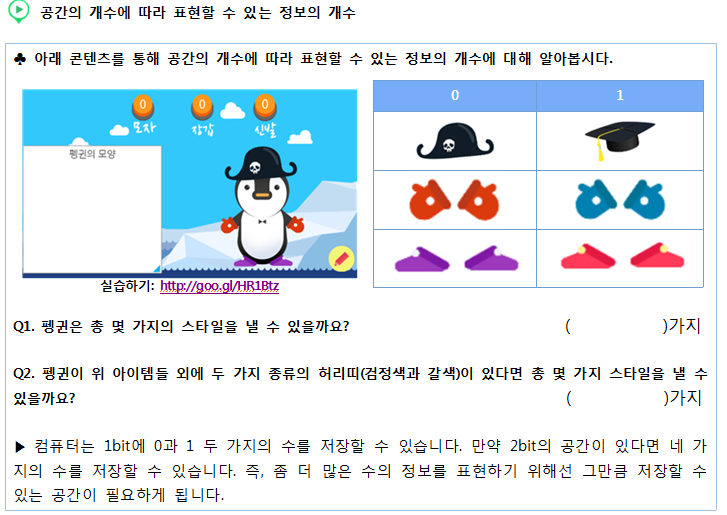 공간의 개수에 따라 표현할 수 있는 정보의 개수
♣ 아래 콘텐츠를 통해 공간의 개수에 따라 표현할 수 있는 정보의 개수에 대해 알아봅시다.
0 0 0
모자 장갑 신발
펭귄의 모양
0 1
실습하기: http://goo.gl/HR1Btz
Q1. 펭귄은 총 몇 가지의 스타일을 낼 수 있을까요? ( )가지
Q2. 펭귄이 위 아이템들 외에 두 가지 종류의 허리띠(검정색과 갈색)이 있다면 총 몇 가지 스타일을 낼 수
있을까요? ( )가지
▶ 컴퓨터는 1bit에 0과 1 두 가지의 수를 저장할 수 있습니다. 만약 2bit의 공간이 있다면 네 가
지의 수를 저장할 수 있습니다. 즉, 좀 더 많은 수의 정보를 표현하기 위해선 그만큼 저장할 수
있는 공간이 필요하게 됩니다.